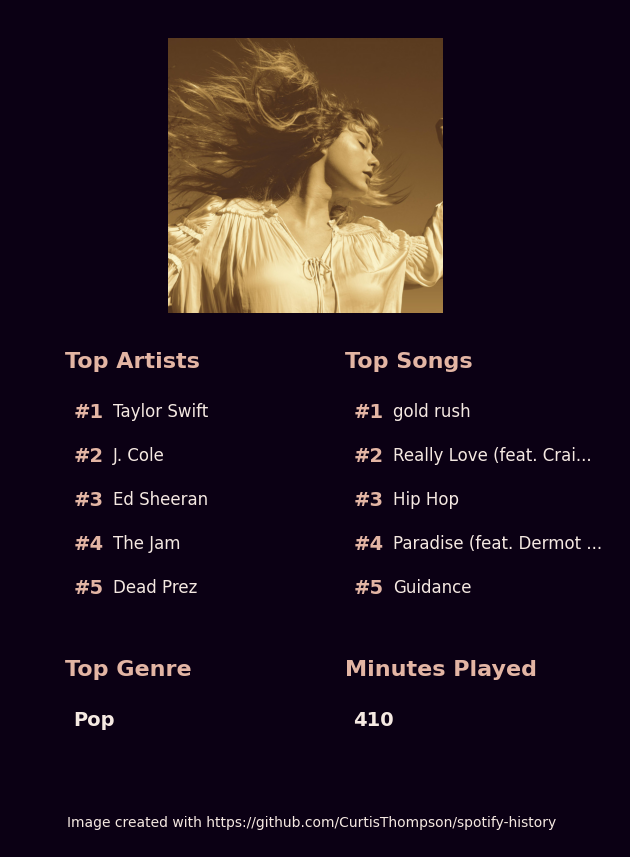 Top Artists
#1 Taylor Swift
#2 J. Cole
#3 Ed Sheeran
#4 The Jam
#5 Dead Prez
Top Songs
#1 gold rush
#2 Really Love (feat. Crai...
#3 Hip Hop
#4 Paradise (feat. Dermot ...
#5 Guidance
Top Genre
Pop
Minutes Played
410
Image created with https://github.com/CurtisThompson/spotify-history